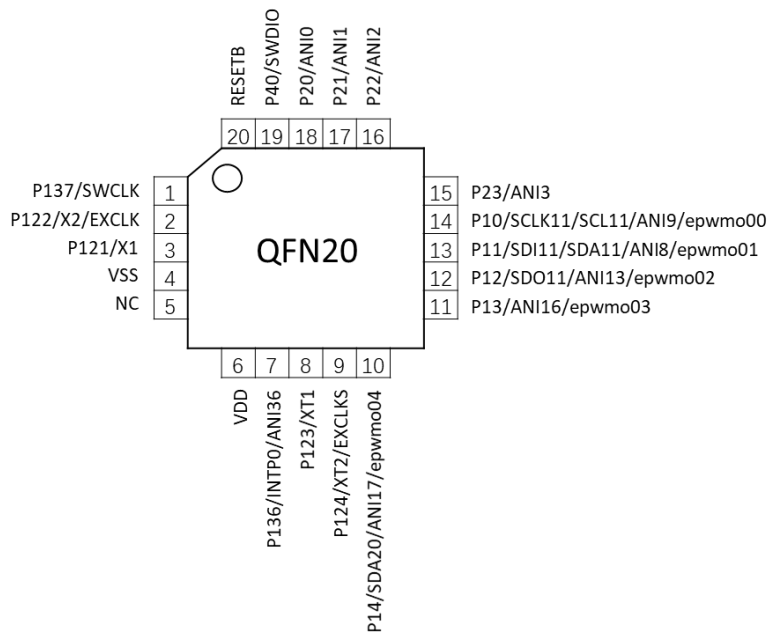 RESETB
P40/SWDIO
P20/ANI0
P21/ANI1
P22/ANI2
20 19 18 17 16
P137/SWCLK 1
P122/X2/EXCLK 2
P121/X1 3
VSS 4
NC 5
QFN20
15 P23/ANI3
14 P10/SCLK11/SCL11/ANI9/epwmo00
13 P11/SDI11/SDA11/ANI8/epwmo01
12 P12/SDO11/ANI13/epwmo02
11 P13/ANI16/epwmo03
6 7 8 9 10
VDD
P136/INTP0/ANI36
P123/XT1
P124/XT2/EXCLKS
P14/SDA20/ANI17/epwmo04